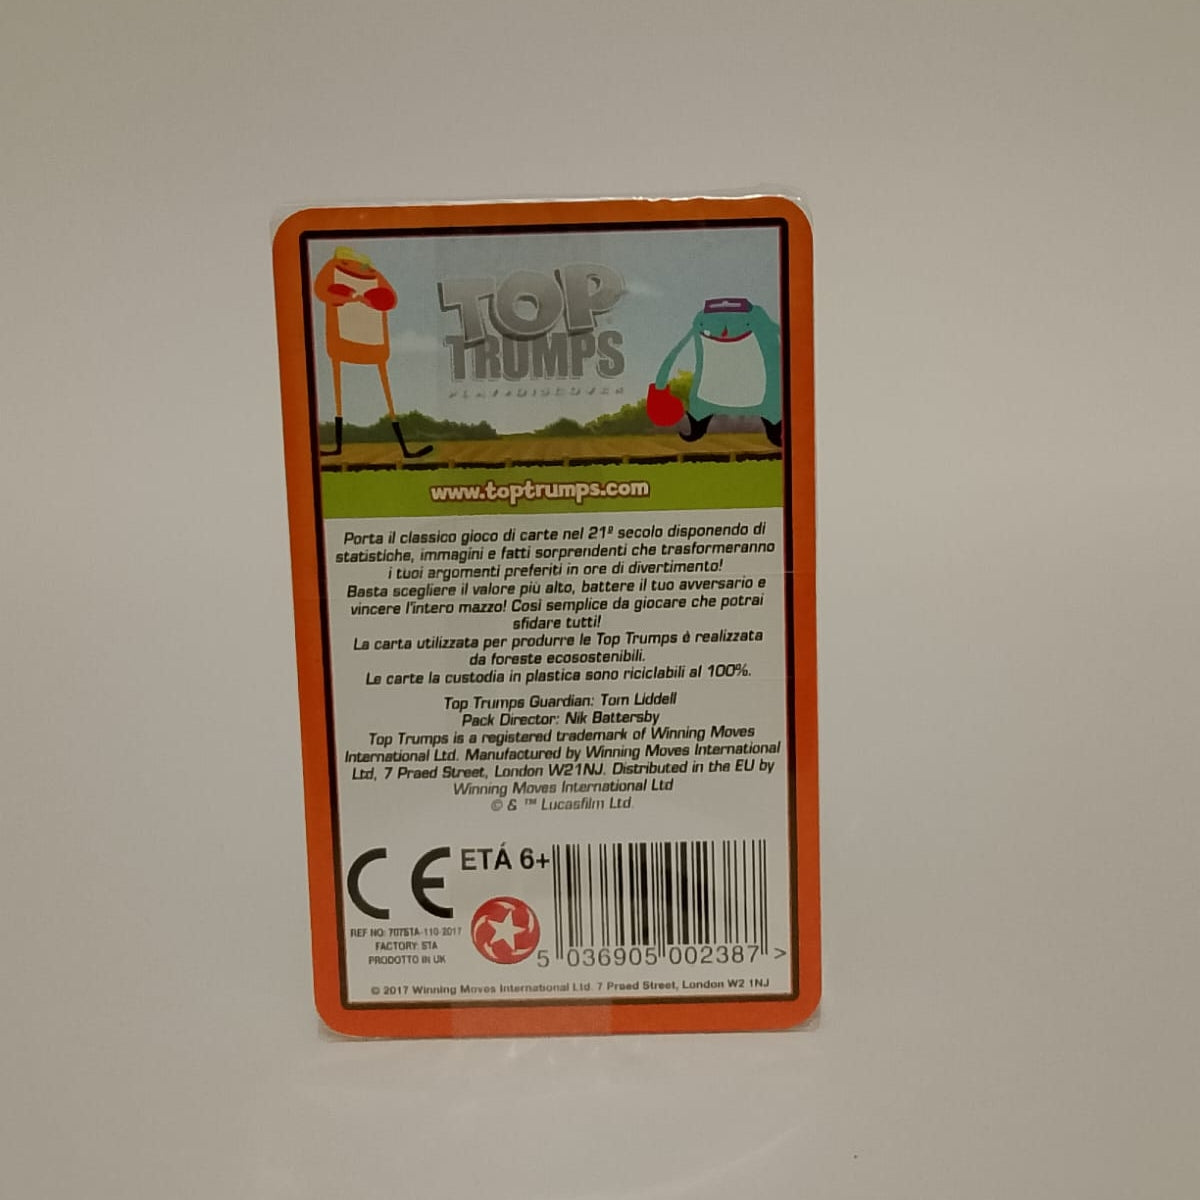 TOP
TRUMPS
PLAY+DISCOVER
www.toptrumps.com
Porta il classico gioco di carte nel 21º secolo disponendo di
statistiche, immagini e fatti sorprendenti che trasformeranno
i tuoi argomenti preferiti in ore di divertimento!
Basta scegliere il valore più alto, battere il tuo avversario e
vincere l'intero mazzo! Così semplice da giocare che potrai
sfidare tutti!
La carta utilizzata per produrre le Top Trumps è realizzata
da foreste ecosostenibili.
Le carte la custodia in plastica sono riciclabili al 100%.
Top Trumps Guardian: Tom Liddell
Pack Director: Nik Battersby
Top Trumps is a registered trademark of Winning Moves
International Ltd. Manufactured by Winning Moves International
Ltd, 7 Praed Street, London W21NJ. Distributed in the EU by
Winning Moves International Ltd
© & ™ Lucasfilm Ltd.
CE ETÁ 6+
REF NO: 707STA-110-2017
FACTORY: STA
PRODOTTO IN UK
5 036905 002387 >
© 2017 Winning Moves International Ltd. 7 Praed Street, London W2 1NJ